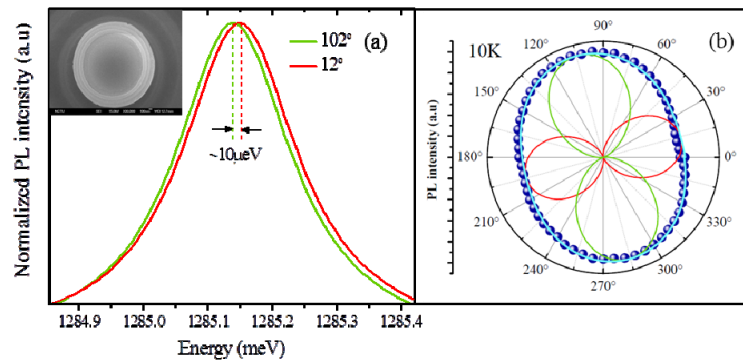 (a)
102°
12°
~10µeV
Normalized PL intensity (a.u)
1284.9 1285.0 1285.1 1285.2 1285.3 1285.4
Energy (meV)
(b)
10K
PL intensity (a.u)
90°
120° 60°
150° 30°
180° 0°
210° 330°
240° 300°
270°